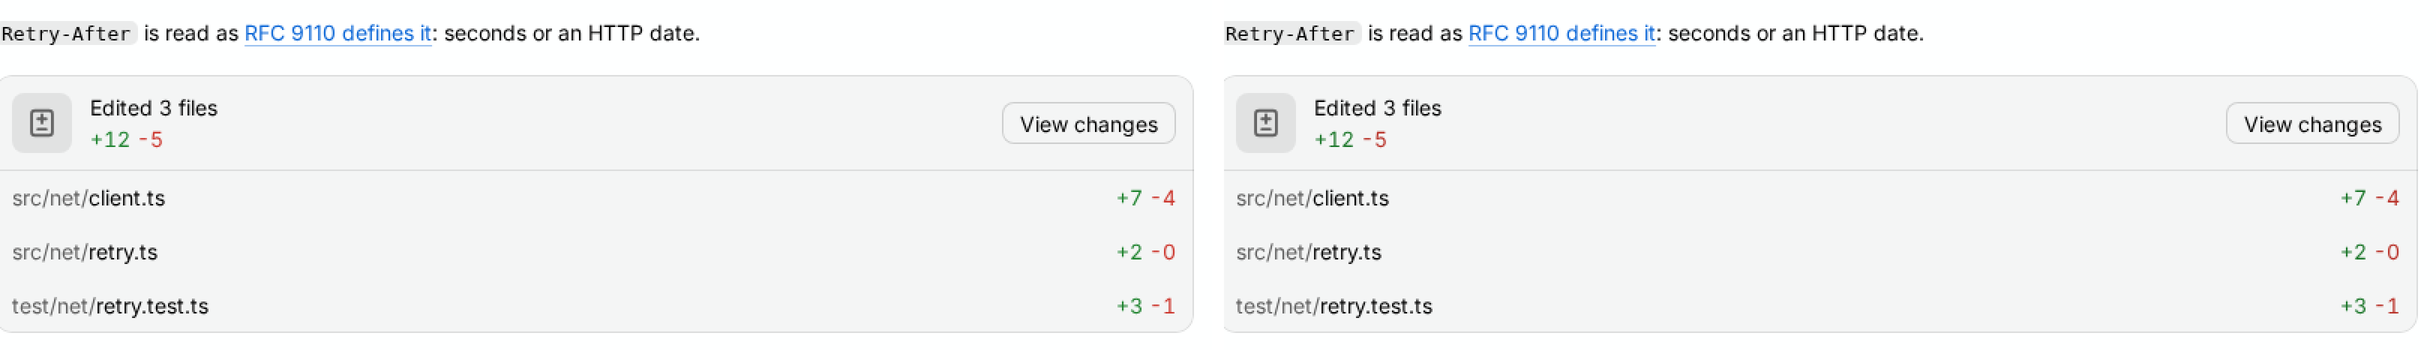 Retry-After is read as RFC 9110 defines it: seconds or an HTTP date.
Edited 3 files
+12 -5
View changes
src/net/client.ts +7 -4
src/net/retry.ts +2 -0
test/net/retry.test.ts +3 -1
Retry-After is read as RFC 9110 defines it: seconds or an HTTP date.
Edited 3 files
+12 -5
View changes
src/net/client.ts +7 -4
src/net/retry.ts +2 -0
test/net/retry.test.ts +3 -1